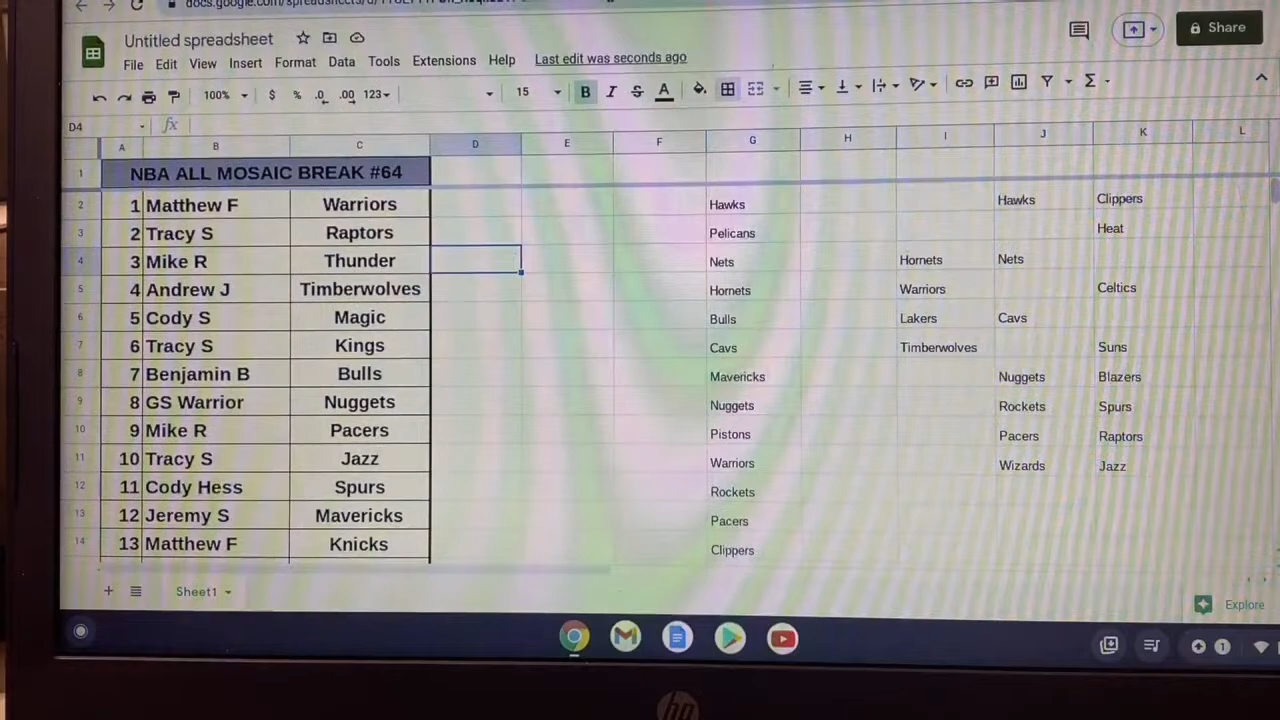 Untitled spreadsheet
Share
File Edit View Insert Format Data Tools Extensions Help Last edit was seconds ago
100% $ % .0 .00 123 15 B I S A Σ
D4 fx
A B C D E F G H I J K L
1 NBA ALL MOSAIC BREAK #64
2 1 Matthew F Warriors Hawks Hawks Clippers
3 2 Tracy S Raptors Pelicans Heat
4 3 Mike R Thunder Nets Hornets Nets
5 4 Andrew J Timberwolves Hornets Warriors Celtics
6 5 Cody S Magic Bulls Lakers Cavs
7 6 Tracy S Kings Cavs Timberwolves Suns
8 7 Benjamin B Bulls Mavericks Nuggets Blazers
9 8 GS Warrior Nuggets Nuggets Rockets Spurs
10 9 Mike R Pacers Pistons Pacers Raptors
11 10 Tracy S Jazz Warriors Wizards Jazz
12 11 Cody Hess Spurs Rockets
13 12 Jeremy S Mavericks Pacers
14 13 Matthew F Knicks Clippers
+ Sheet1
Explore
1
hp